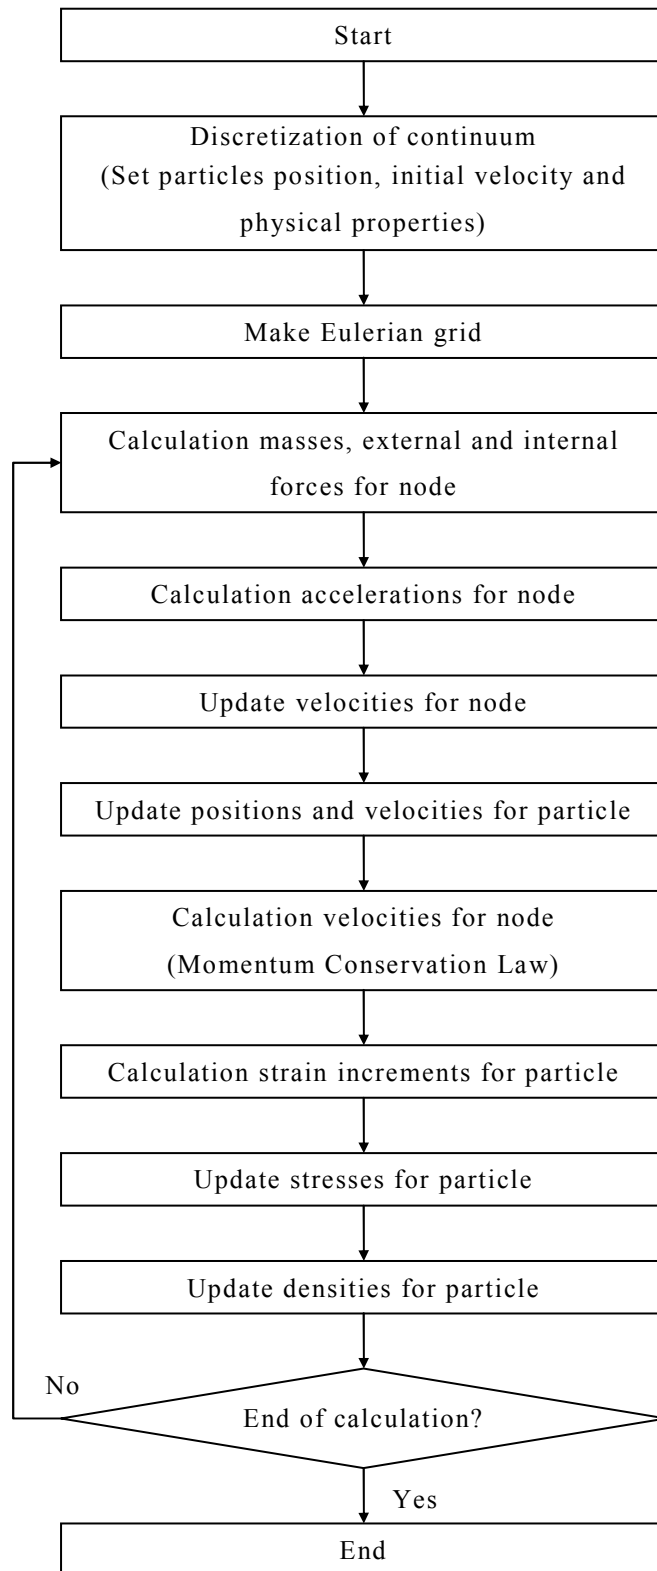 Start
Discretization of continuum
(Set particles position, initial velocity and
physical properties)
Make Eulerian grid
Calculation masses, external and internal
forces for node
Calculation accelerations for node
Update velocities for node
Update positions and velocities for particle
Calculation velocities for node
(Momentum Conservation Law)
Calculation strain increments for particle
Update stresses for particle
Update densities for particle
No
End of calculation?
Yes
End